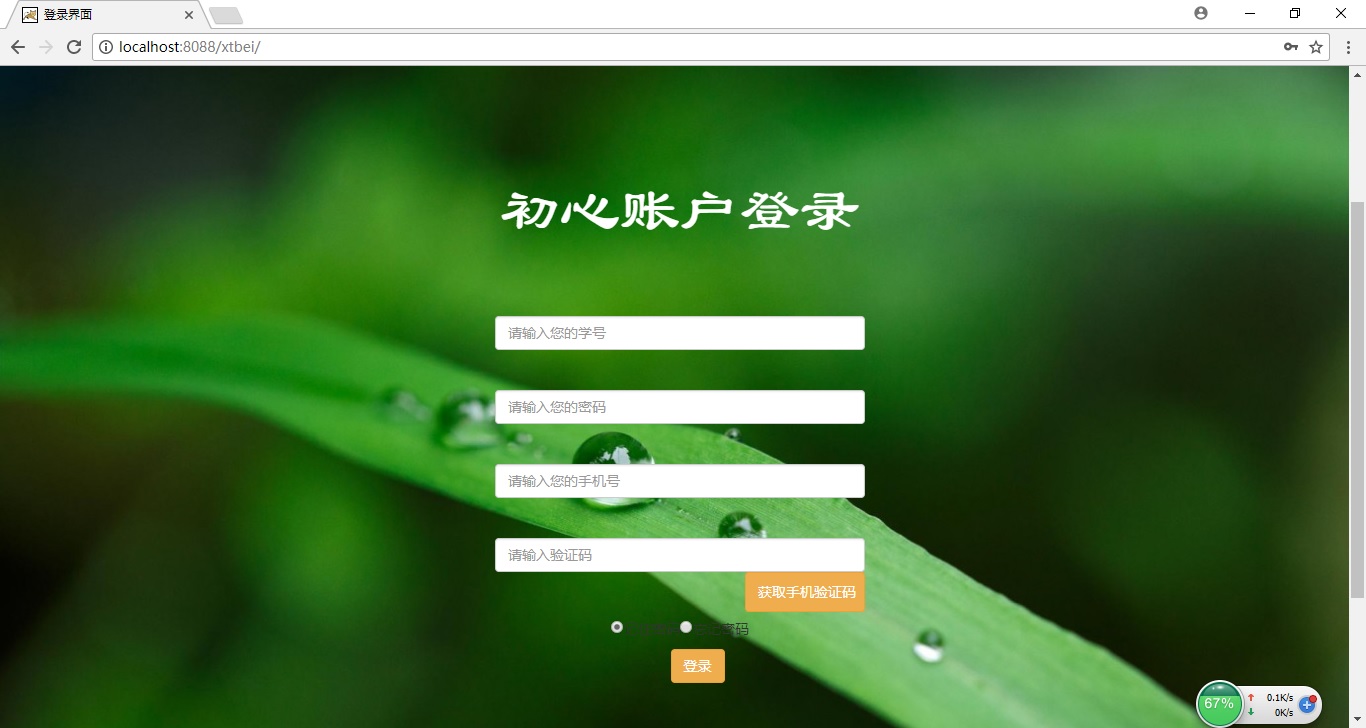 登录界面
localhost:8088/xtbei/
初心账户登录
请输入您的学号
请输入您的密码
请输入您的手机号
请输入验证码
获取手机验证码
密码
登录
67%
0.1K/s
0K/s